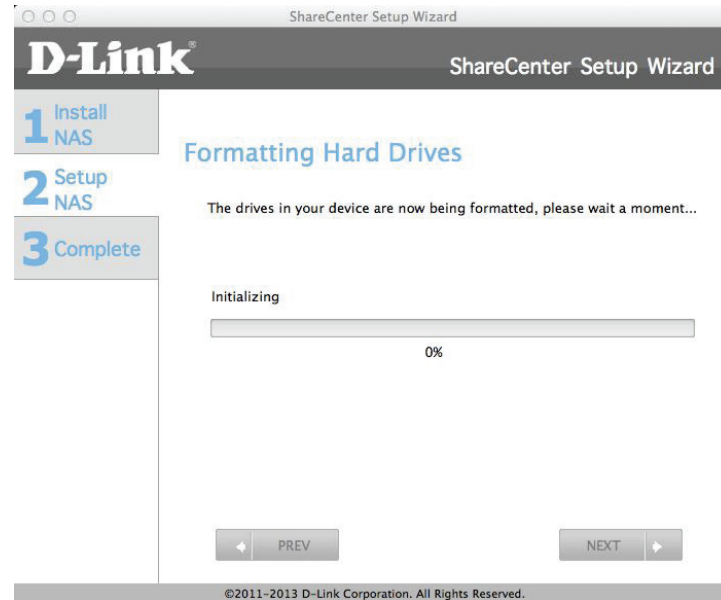 ShareCenter Setup Wizard
D-Link®
ShareCenter Setup Wizard
1 Install
NAS
2 Setup
NAS
3 Complete
Formatting Hard Drives
The drives in your device are now being formatted, please wait a moment...
Initializing
0%
PREV
NEXT
©2011-2013 D-Link Corporation. All Rights Reserved.